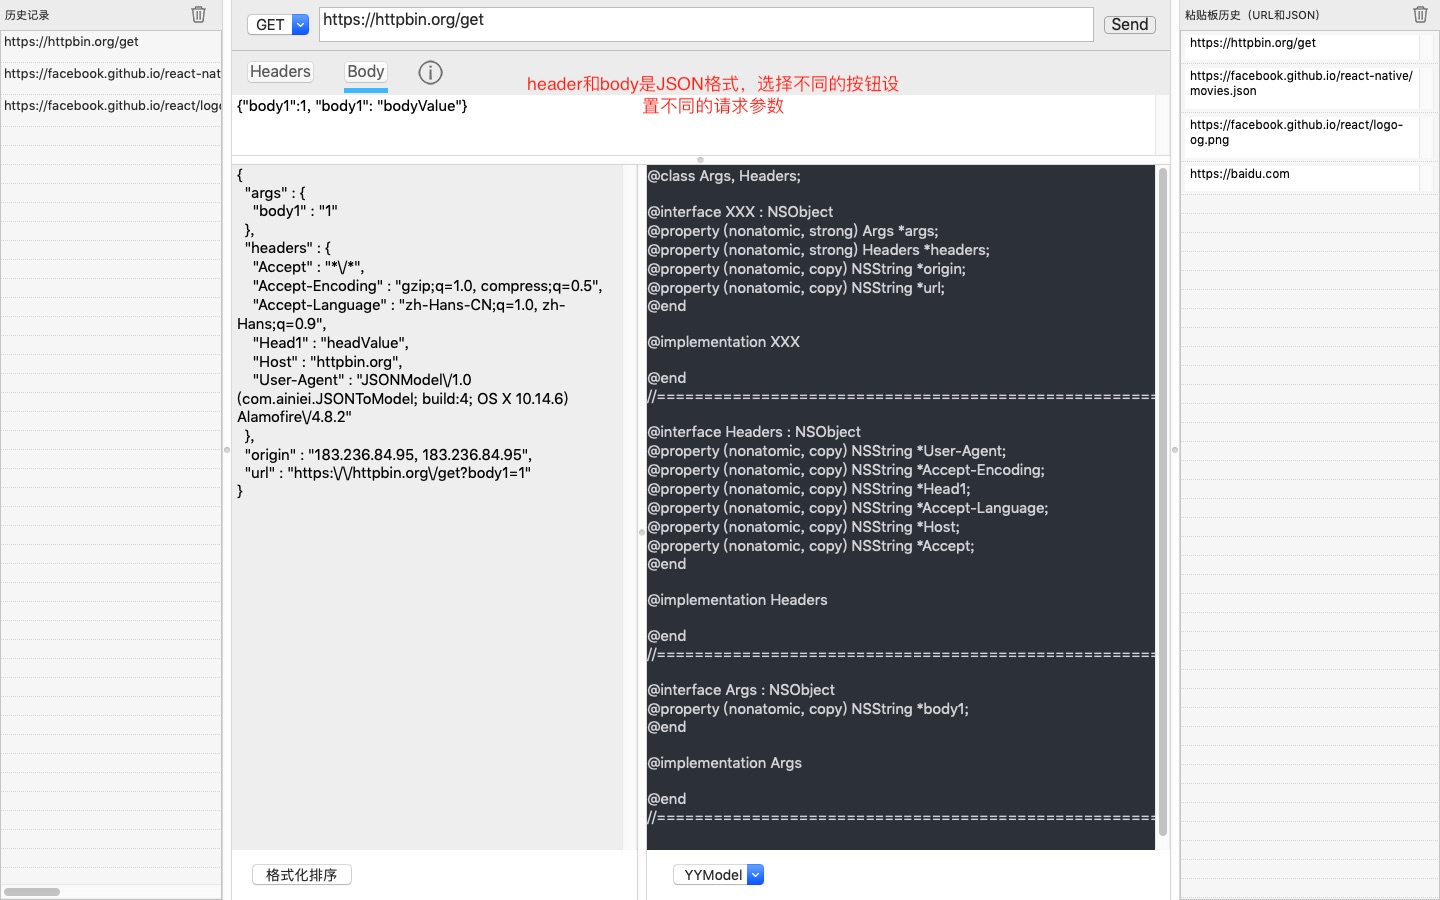 历史记录
https://httpbin.org/get
https://facebook.github.io/react-nat
https://facebook.github.io/react/logo
GET
https://httpbin.org/get
Send
Headers
Body
header和body是JSON格式，选择不同的按钮设
置不同的请求参数
{"body1":1, "body1": "bodyValue"}
{
"args" : {
"body1" : "1"
},
"headers" : {
"Accept" : "*\/*",
"Accept-Encoding" : "gzip;q=1.0, compress;q=0.5",
"Accept-Language" : "zh-Hans-CN;q=1.0, zh-
Hans;q=0.9",
"Head1" : "headValue",
"Host" : "httpbin.org",
"User-Agent" : "JSONModel\/1.0
(com.ainiei.JSONToModel; build:4; OS X 10.14.6)
Alamofire\/4.8.2"
},
"origin" : "183.236.84.95, 183.236.84.95",
"url" : "https:\/\/httpbin.org\/get?body1=1"
}
格式化排序
@class Args, Headers;
@interface XXX : NSObject
@property (nonatomic, strong) Args *args;
@property (nonatomic, strong) Headers *headers;
@property (nonatomic, copy) NSString *origin;
@property (nonatomic, copy) NSString *url;
@end
@implementation XXX
@end
//=====================================================
@interface Headers : NSObject
@property (nonatomic, copy) NSString *User-Agent;
@property (nonatomic, copy) NSString *Accept-Encoding;
@property (nonatomic, copy) NSString *Head1;
@property (nonatomic, copy) NSString *Accept-Language;
@property (nonatomic, copy) NSString *Host;
@property (nonatomic, copy) NSString *Accept;
@end
@implementation Headers
@end
//=====================================================
@interface Args : NSObject
@property (nonatomic, copy) NSString *body1;
@end
@implementation Args
@end
//=====================================================
YYModel
粘贴板历史（URL和JSON）
https://httpbin.org/get
https://facebook.github.io/react-native/
movies.json
https://facebook.github.io/react/logo-
og.png
https://baidu.com